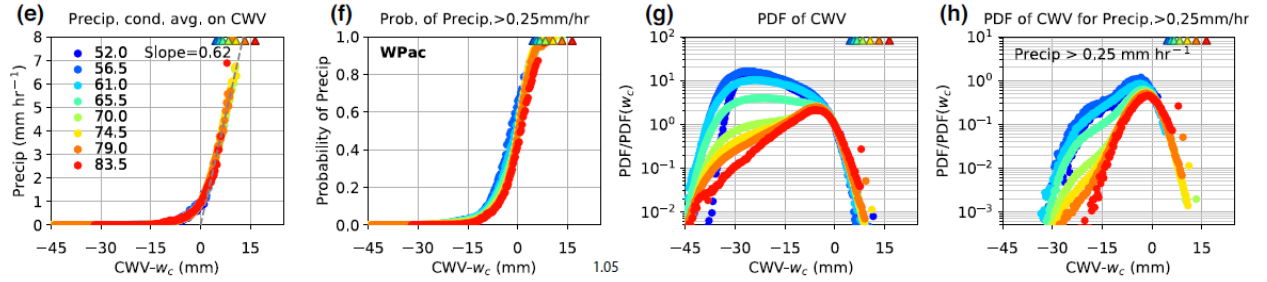 (e) Precip. cond. avg. on CWV
Precip (mm hr⁻¹)
8
7
6
5
4
3
2
1
0
Slope=0.62
52.0
56.5
61.0
65.5
70.0
74.5
79.0
83.5
−45 −30 −15 0 15
CWV-w_c (mm)
(f) Prob. of Precip.>0.25mm/hr
Probability of Precip
1.0
0.8
0.6
0.4
0.2
0.0
WPac
−45 −30 −15 0 15
CWV-w_c (mm)
1.05
(g) PDF of CWV
PDF/PDF(w_c)
10²
10¹
10⁰
10⁻¹
10⁻²
−45 −30 −15 0 15
CWV-w_c (mm)
(h) PDF of CWV for Precip.>0.25mm/hr
PDF/PDF(w_c)
10¹
10⁰
10⁻¹
10⁻²
10⁻³
Precip > 0.25 mm hr⁻¹
−45 −30 −15 0 15
CWV-w_c (mm)